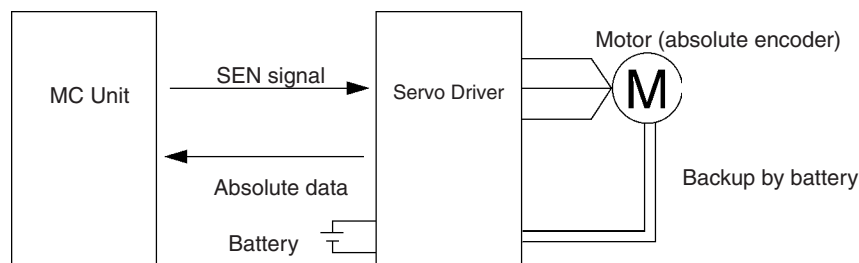 Motor (absolute encoder)
SEN signal
MC Unit
Servo Driver
M
Absolute data
Backup by battery
Battery